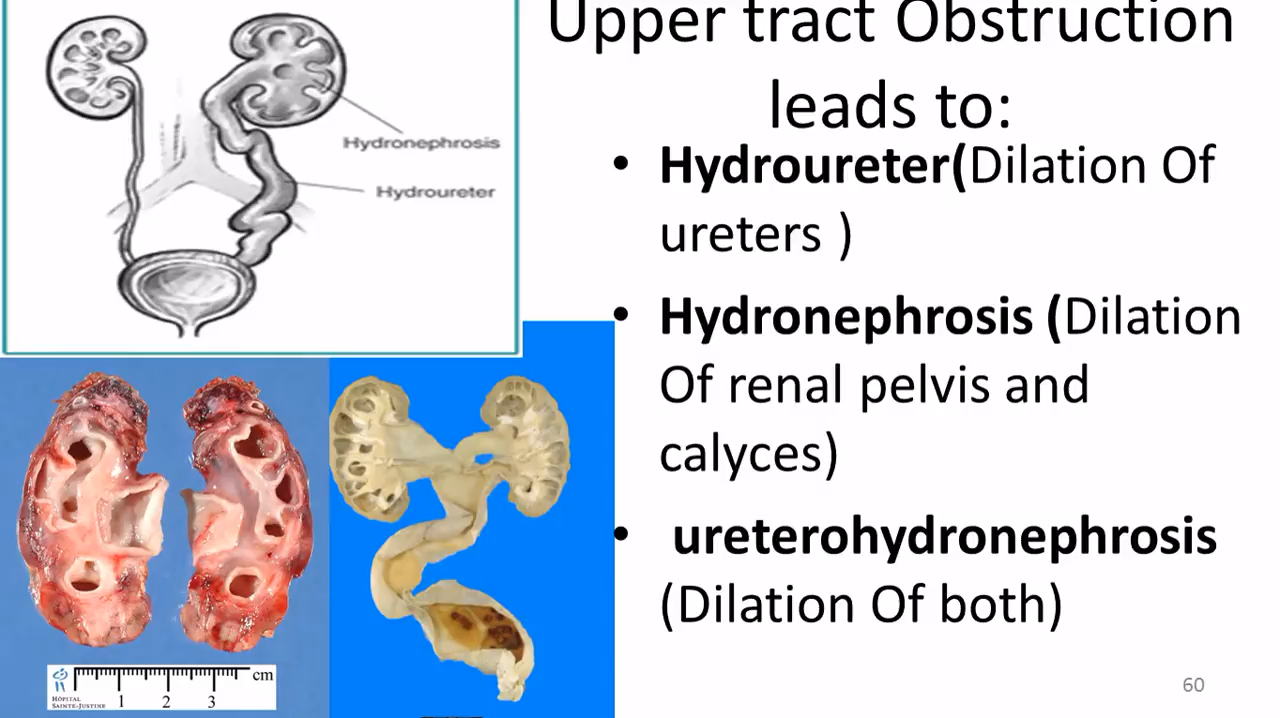 Upper tract Obstruction
leads to:
• Hydroureter(Dilation Of
ureters )
• Hydronephrosis (Dilation
Of renal pelvis and
calyces)
• ureterohydronephrosis
(Dilation Of both)
Hydronephrosis
Hydroureter
cm
HÔPITAL
SAINTE-JUSTINE
1 2 3
60